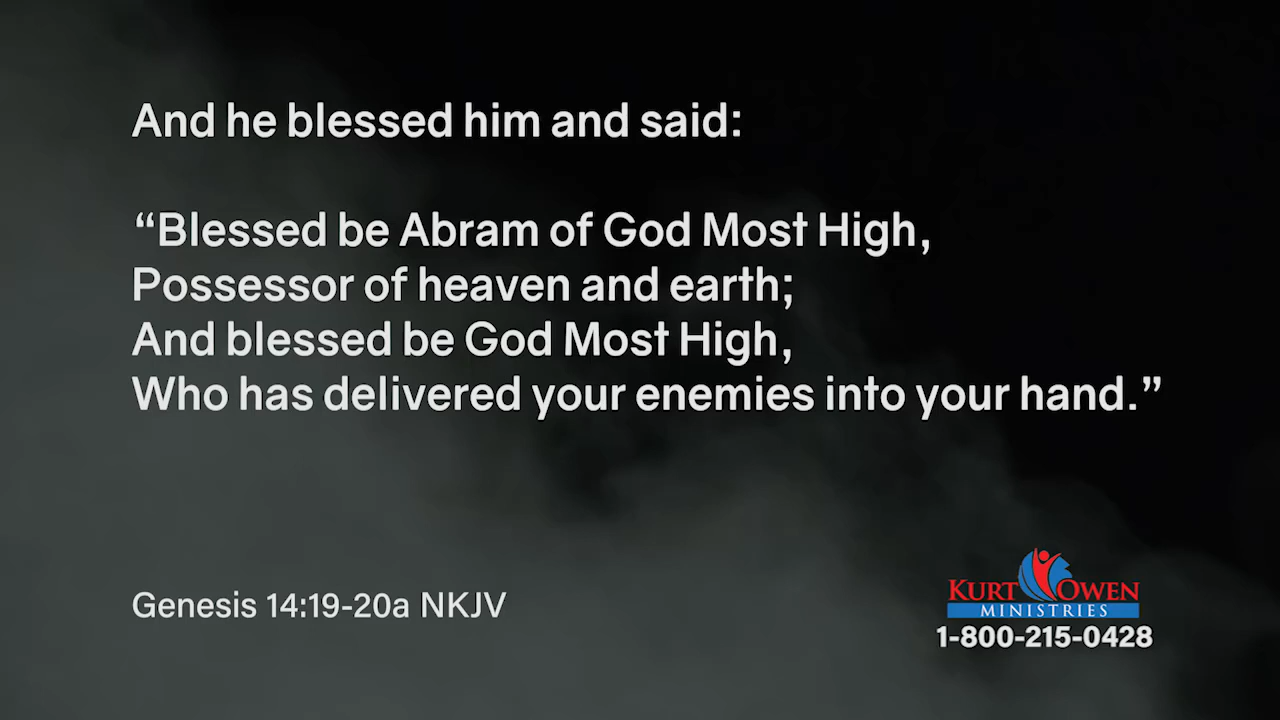 And he blessed him and said:
“Blessed be Abram of God Most High,
Possessor of heaven and earth;
And blessed be God Most High,
Who has delivered your enemies into your hand.”
Genesis 14:19-20a NKJV
KURT OWEN
MINISTRIES
1-800-215-0428